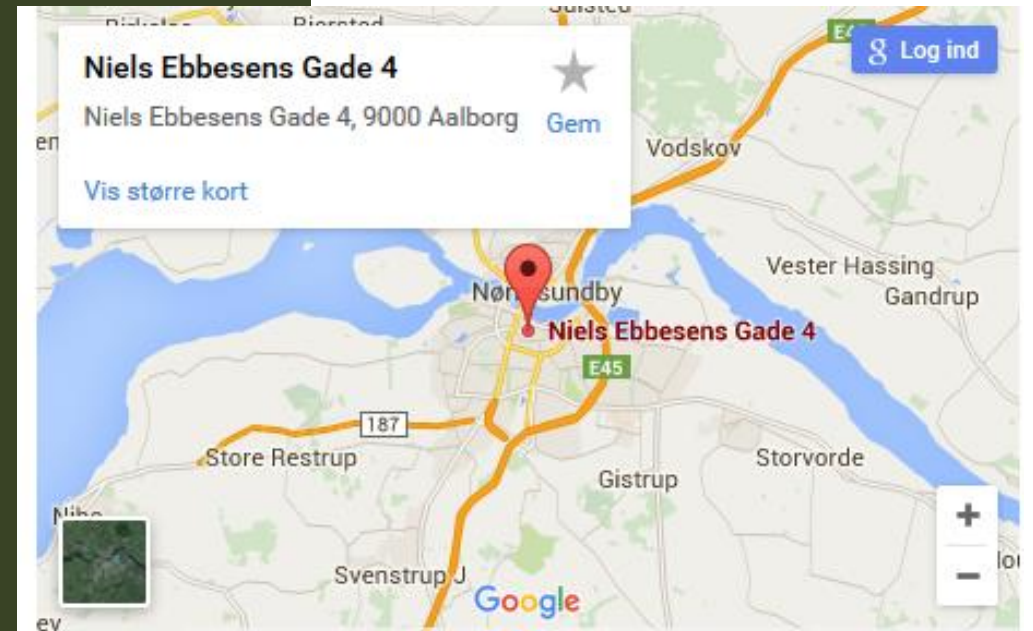 Niels Ebbesens Gade 4
Niels Ebbesens Gade 4, 9000 Aalborg
Gem
Vis større kort
Log ind
Vodskov
Vester Hassing
Gandrup
Niels Ebbesens Gade 4
E45
187
Store Restrup
Storvorde
Gistrup
Svenstrup J
Google
+
−